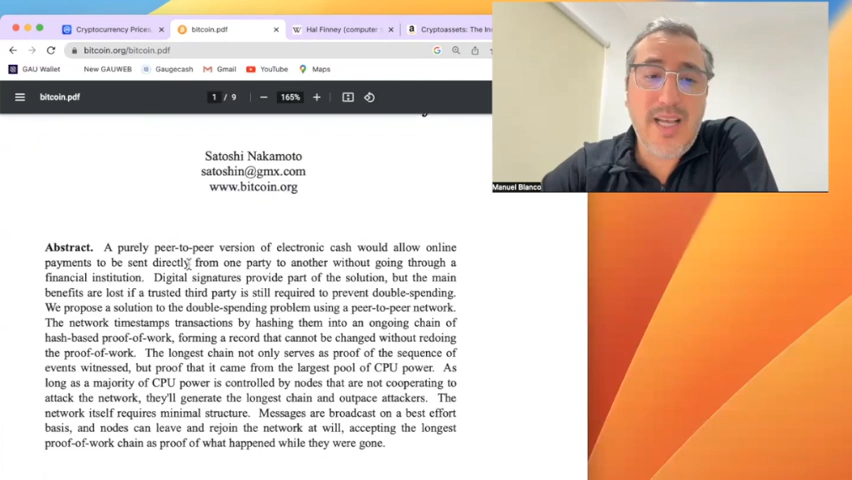 Cryptocurrency Prices,
bitcoin.pdf
Hal Finney (computer s
Cryptoassets: The Inn
bitcoin.org/bitcoin.pdf
GAU Wallet
New GAUWEB
Gaugecash
Gmail
YouTube
Maps
bitcoin.pdf
1 / 9
165%
Manuel Blanco
Satoshi Nakamoto
satoshin@gmx.com
www.bitcoin.org
Abstract. A purely peer-to-peer version of electronic cash would allow online
payments to be sent directly from one party to another without going through a
financial institution. Digital signatures provide part of the solution, but the main
benefits are lost if a trusted third party is still required to prevent double-spending.
We propose a solution to the double-spending problem using a peer-to-peer network.
The network timestamps transactions by hashing them into an ongoing chain of
hash-based proof-of-work, forming a record that cannot be changed without redoing
the proof-of-work. The longest chain not only serves as proof of the sequence of
events witnessed, but proof that it came from the largest pool of CPU power. As
long as a majority of CPU power is controlled by nodes that are not cooperating to
attack the network, they'll generate the longest chain and outpace attackers. The
network itself requires minimal structure. Messages are broadcast on a best effort
basis, and nodes can leave and rejoin the network at will, accepting the longest
proof-of-work chain as proof of what happened while they were gone.